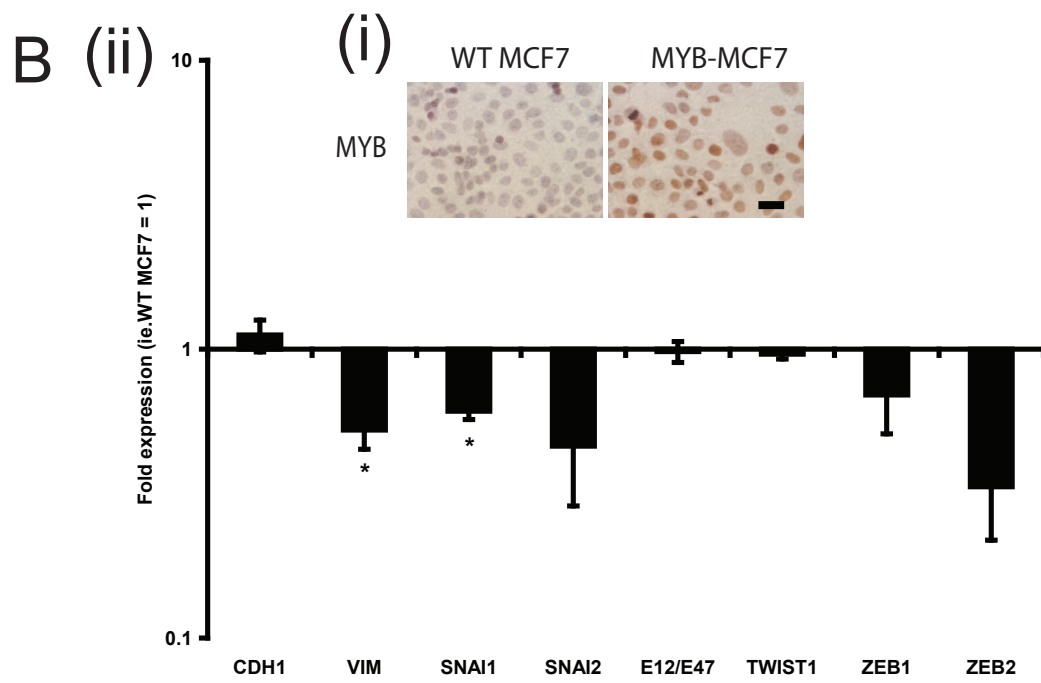 B (ii) (i)
WT MCF7 MYB-MCF7
MYB
Fold expression (ie.WT MCF7 = 1)
10
1
0.1
* *
CDH1 VIM SNAI1 SNAI2 E12/E47 TWIST1 ZEB1 ZEB2